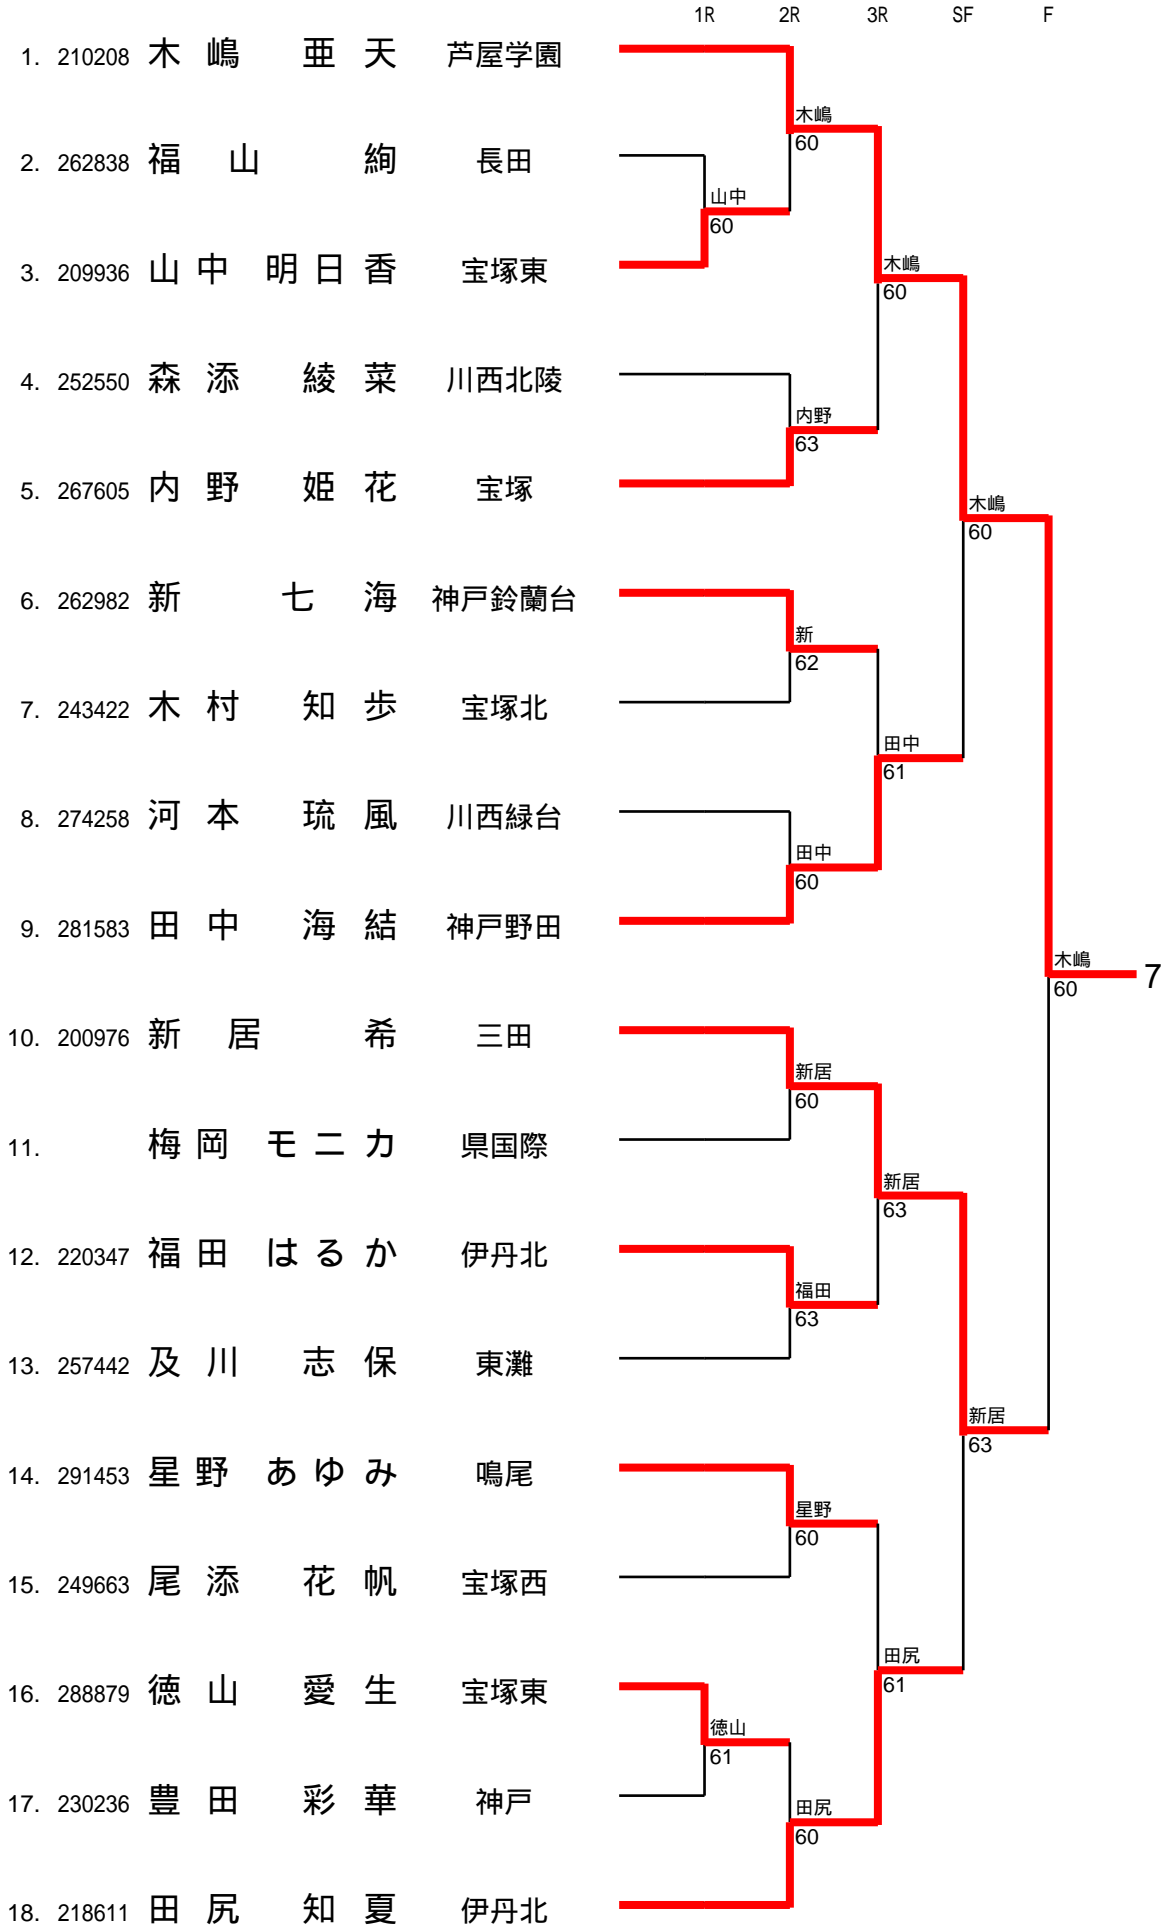 1R 2R 3R SF F
1. 210208 木嶋 亜天 芦屋学園
木嶋
60
2. 262838 福山 絢 長田
山中
60
3. 209936 山中 明日香 宝塚東
木嶋
60
4. 252550 森添 綾菜 川西北陵
内野
63
5. 267605 内野 姫花 宝塚
木嶋
60
6. 262982 新 七海 神戸鈴蘭台
新
62
7. 243422 木村 知歩 宝塚北
田中
61
8. 274258 河本 琉風 川西緑台
田中
60
9. 281583 田中 海結 神戸野田
木嶋
60
7
10. 200976 新居 希 三田
新居
60
11. 梅岡 モニカ 県国際
新居
63
12. 220347 福田 はるか 伊丹北
福田
63
13. 257442 及川 志保 東灘
新居
63
14. 291453 星野 あゆみ 鳴尾
星野
60
15. 249663 尾添 花帆 宝塚西
田尻
61
16. 288879 徳山 愛生 宝塚東
徳山
61
17. 230236 豊田 彩華 神戸
田尻
60
18. 218611 田尻 知夏 伊丹北